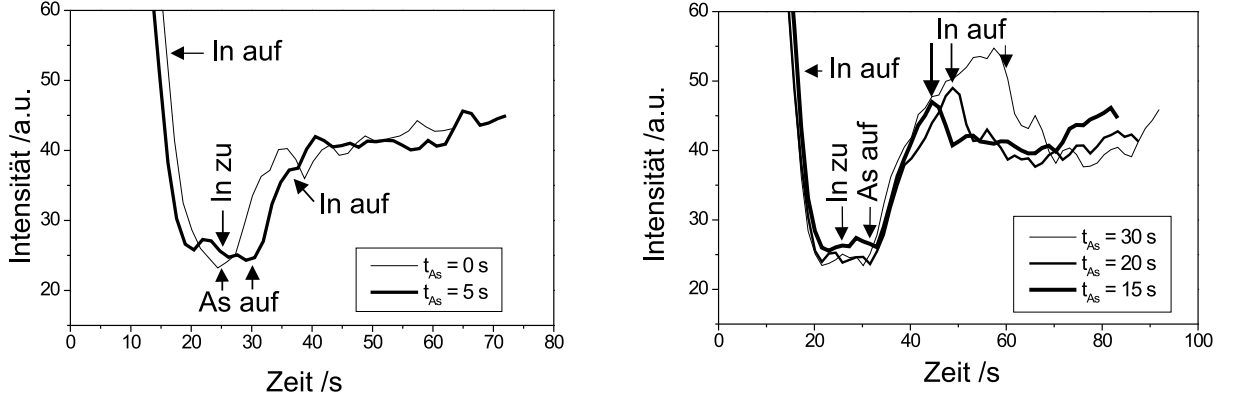 60
50
40
30
20
0 10 20 30 40 50 60 70 80
Intensität /a.u.
Zeit /s
In auf
In zu
In auf
As auf
t_As = 0 s
t_As = 5 s
60
50
40
30
20
0 20 40 60 80 100
Intensität /a.u.
Zeit /s
In auf
In auf
In zu
As auf
t_As = 30 s
t_As = 20 s
t_As = 15 s